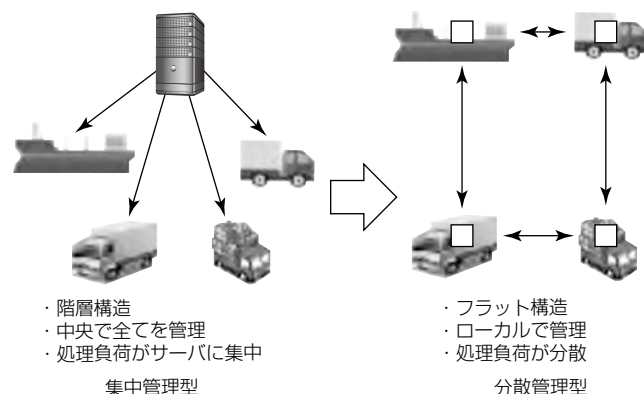 ・階層構造
・中央で全てを管理
・処理負荷がサーバに集中
集中管理型
・フラット構造
・ローカルで管理
・処理負荷が分散
分散管理型